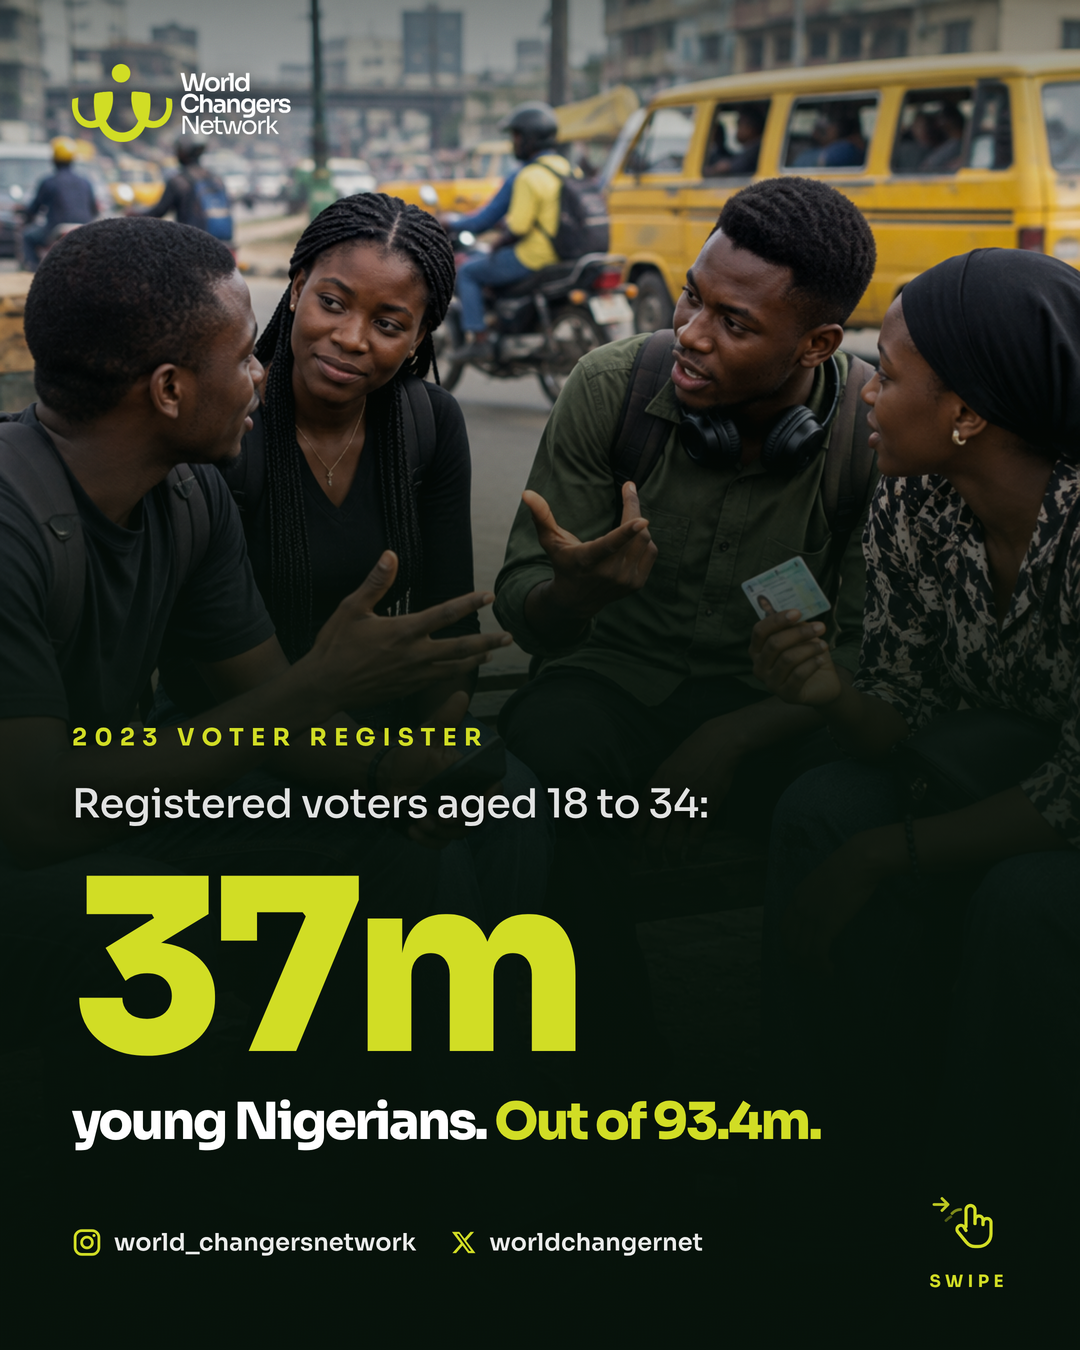 World
Changers
Network
2023 VOTER REGISTER
Registered voters aged 18 to 34:
37m
young Nigerians. Out of 93.4m.
world_changersnetwork worldchangernet
SWIPE